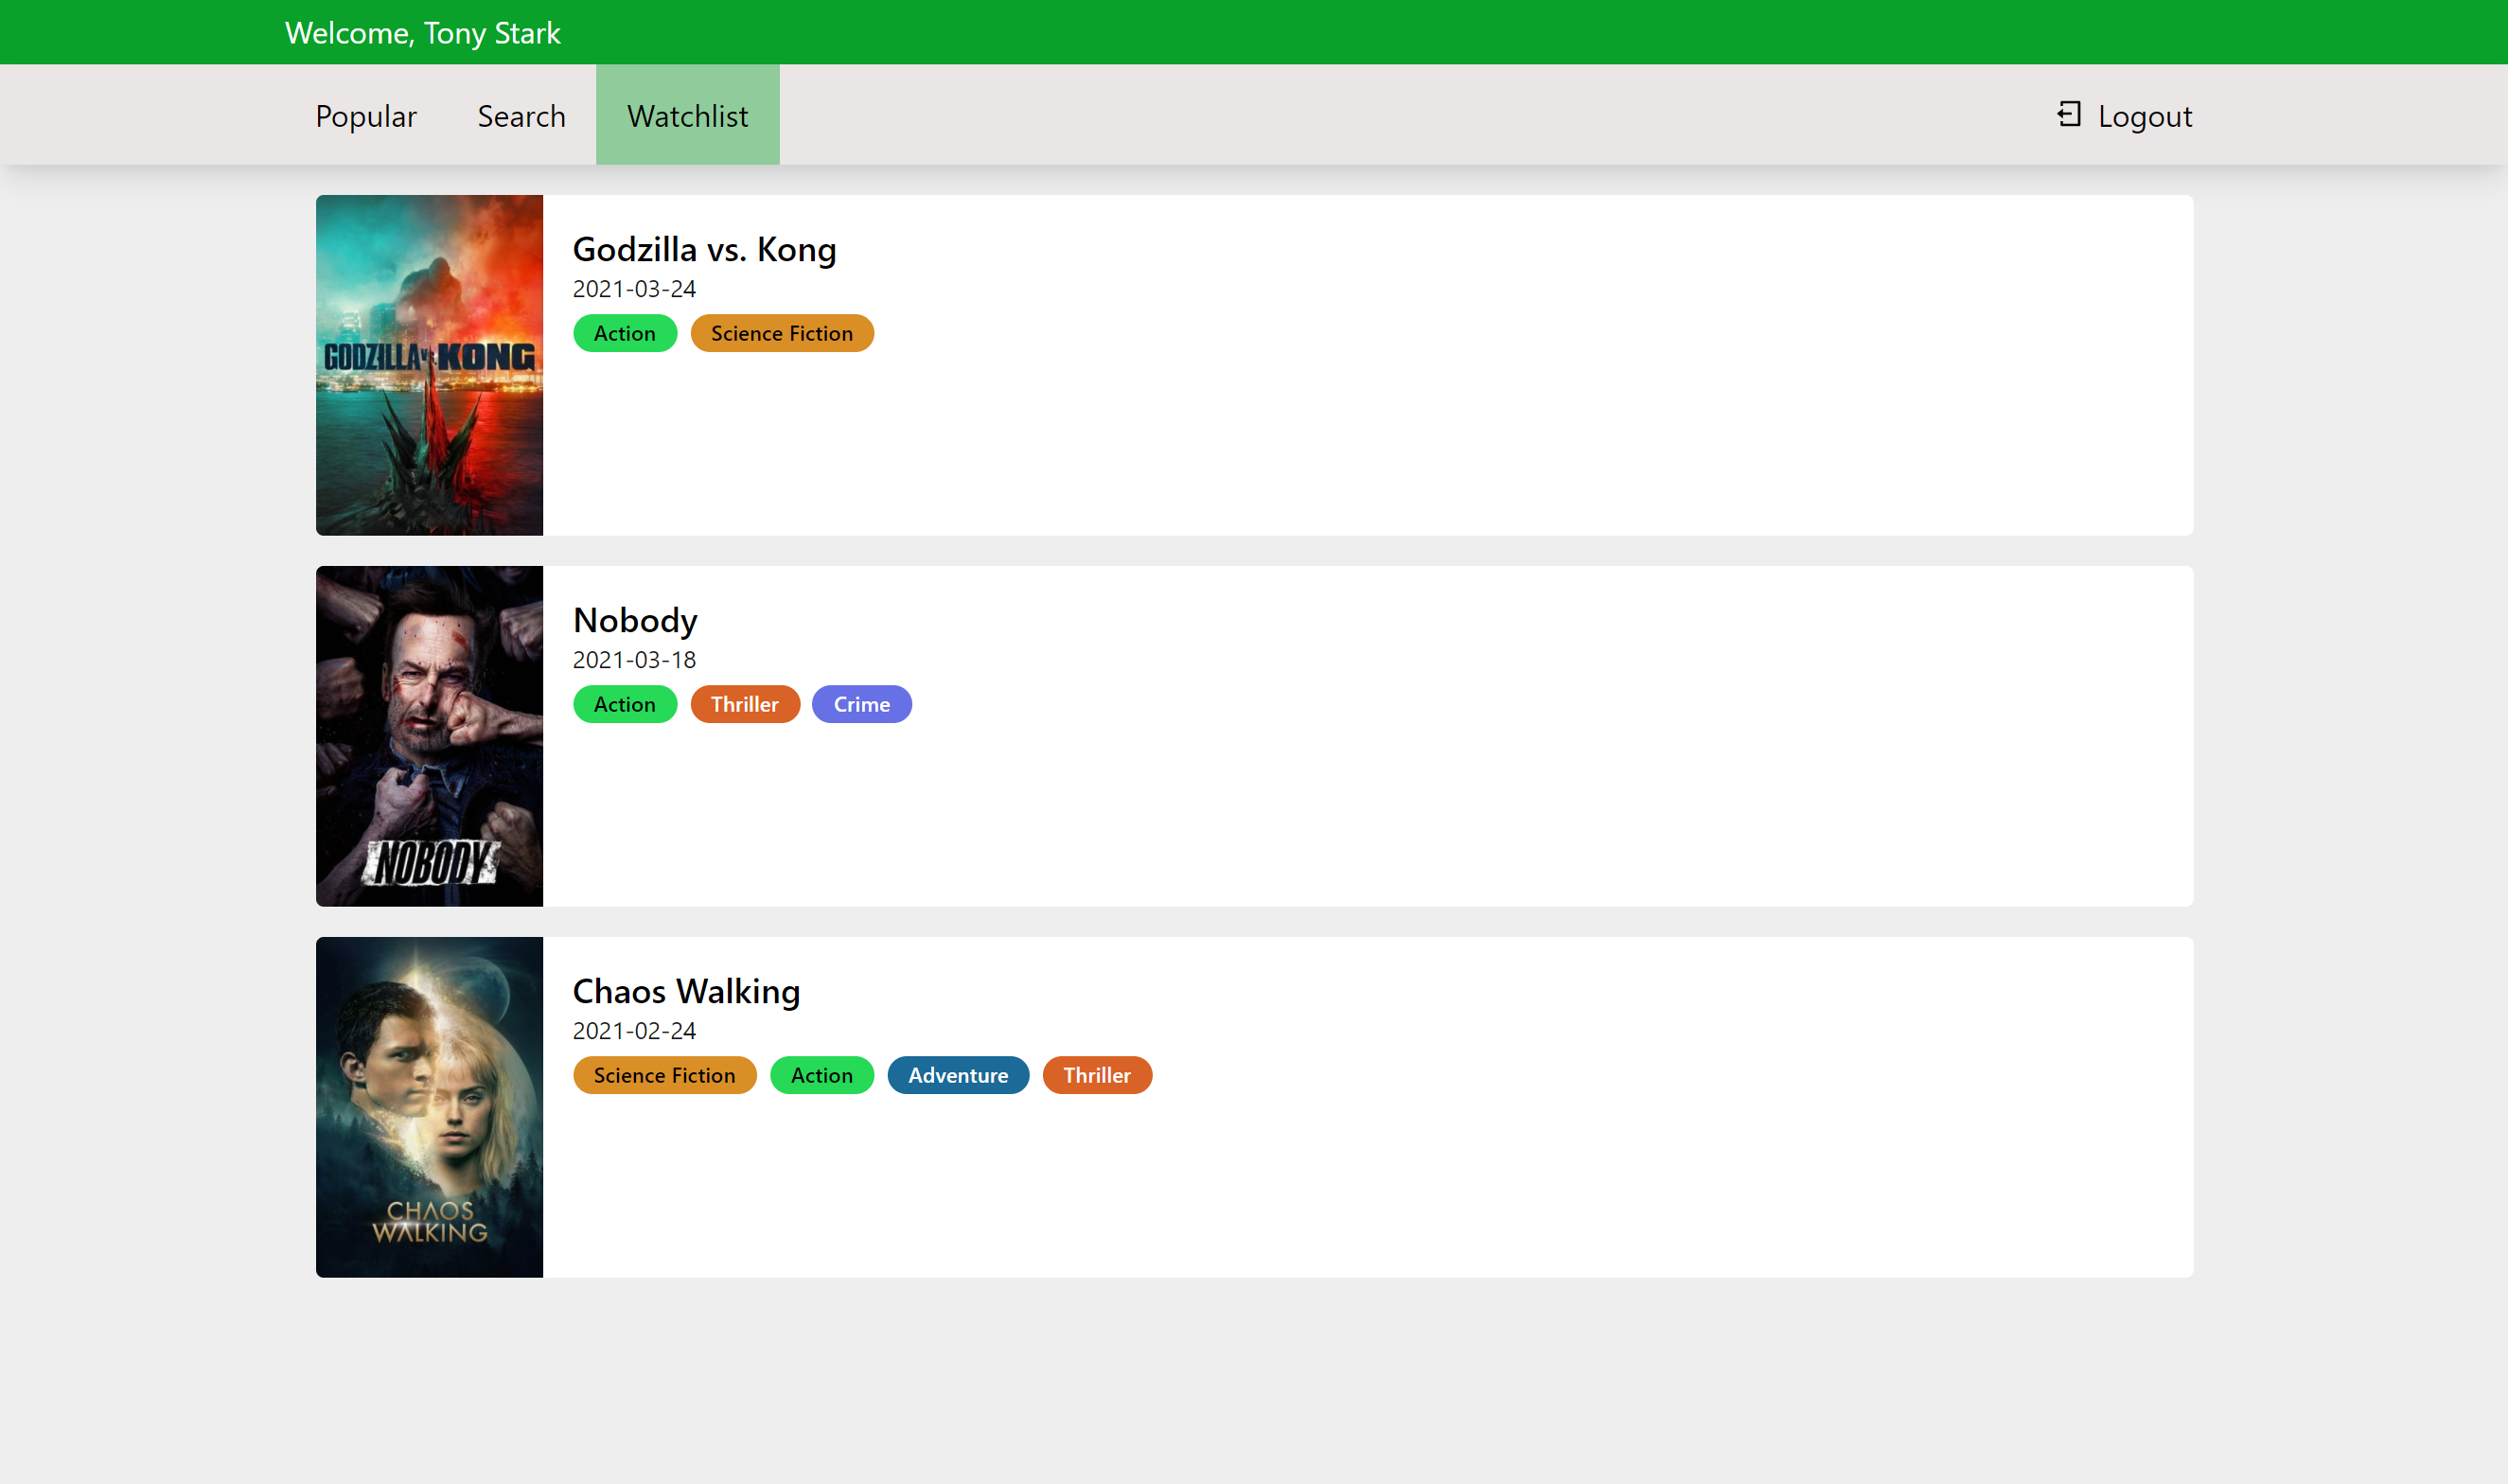 Welcome, Tony Stark
Popular Search Watchlist Logout
GODZILLA v. KONG
Godzilla vs. Kong
2021-03-24
Action Science Fiction
NOBODY
Nobody
2021-03-18
Action Thriller Crime
CHAOS
WALKING
Chaos Walking
2021-02-24
Science Fiction Action Adventure Thriller